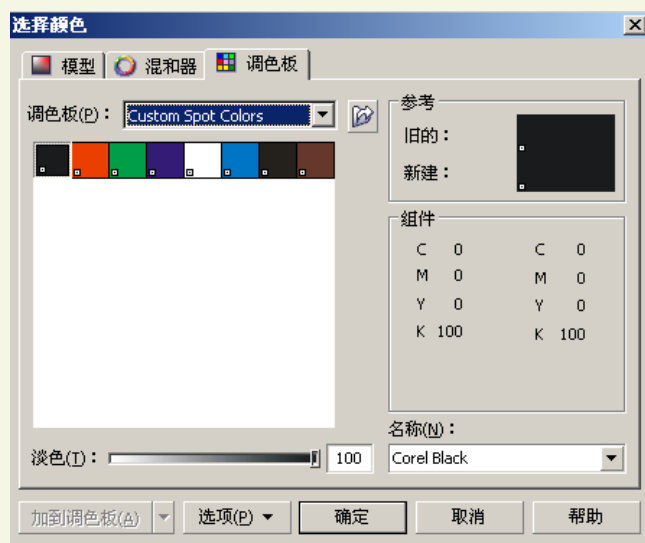 选择颜色
模型 混和器 调色板
调色板(P)： Custom Spot Colors
参考
旧的：
新建：
组件
C 0 C 0
M 0 M 0
Y 0 Y 0
K 100 K 100
名称(N)：
淡色(T)： 100 Corel Black
加到调色板(A) 选项(P) 确定 取消 帮助